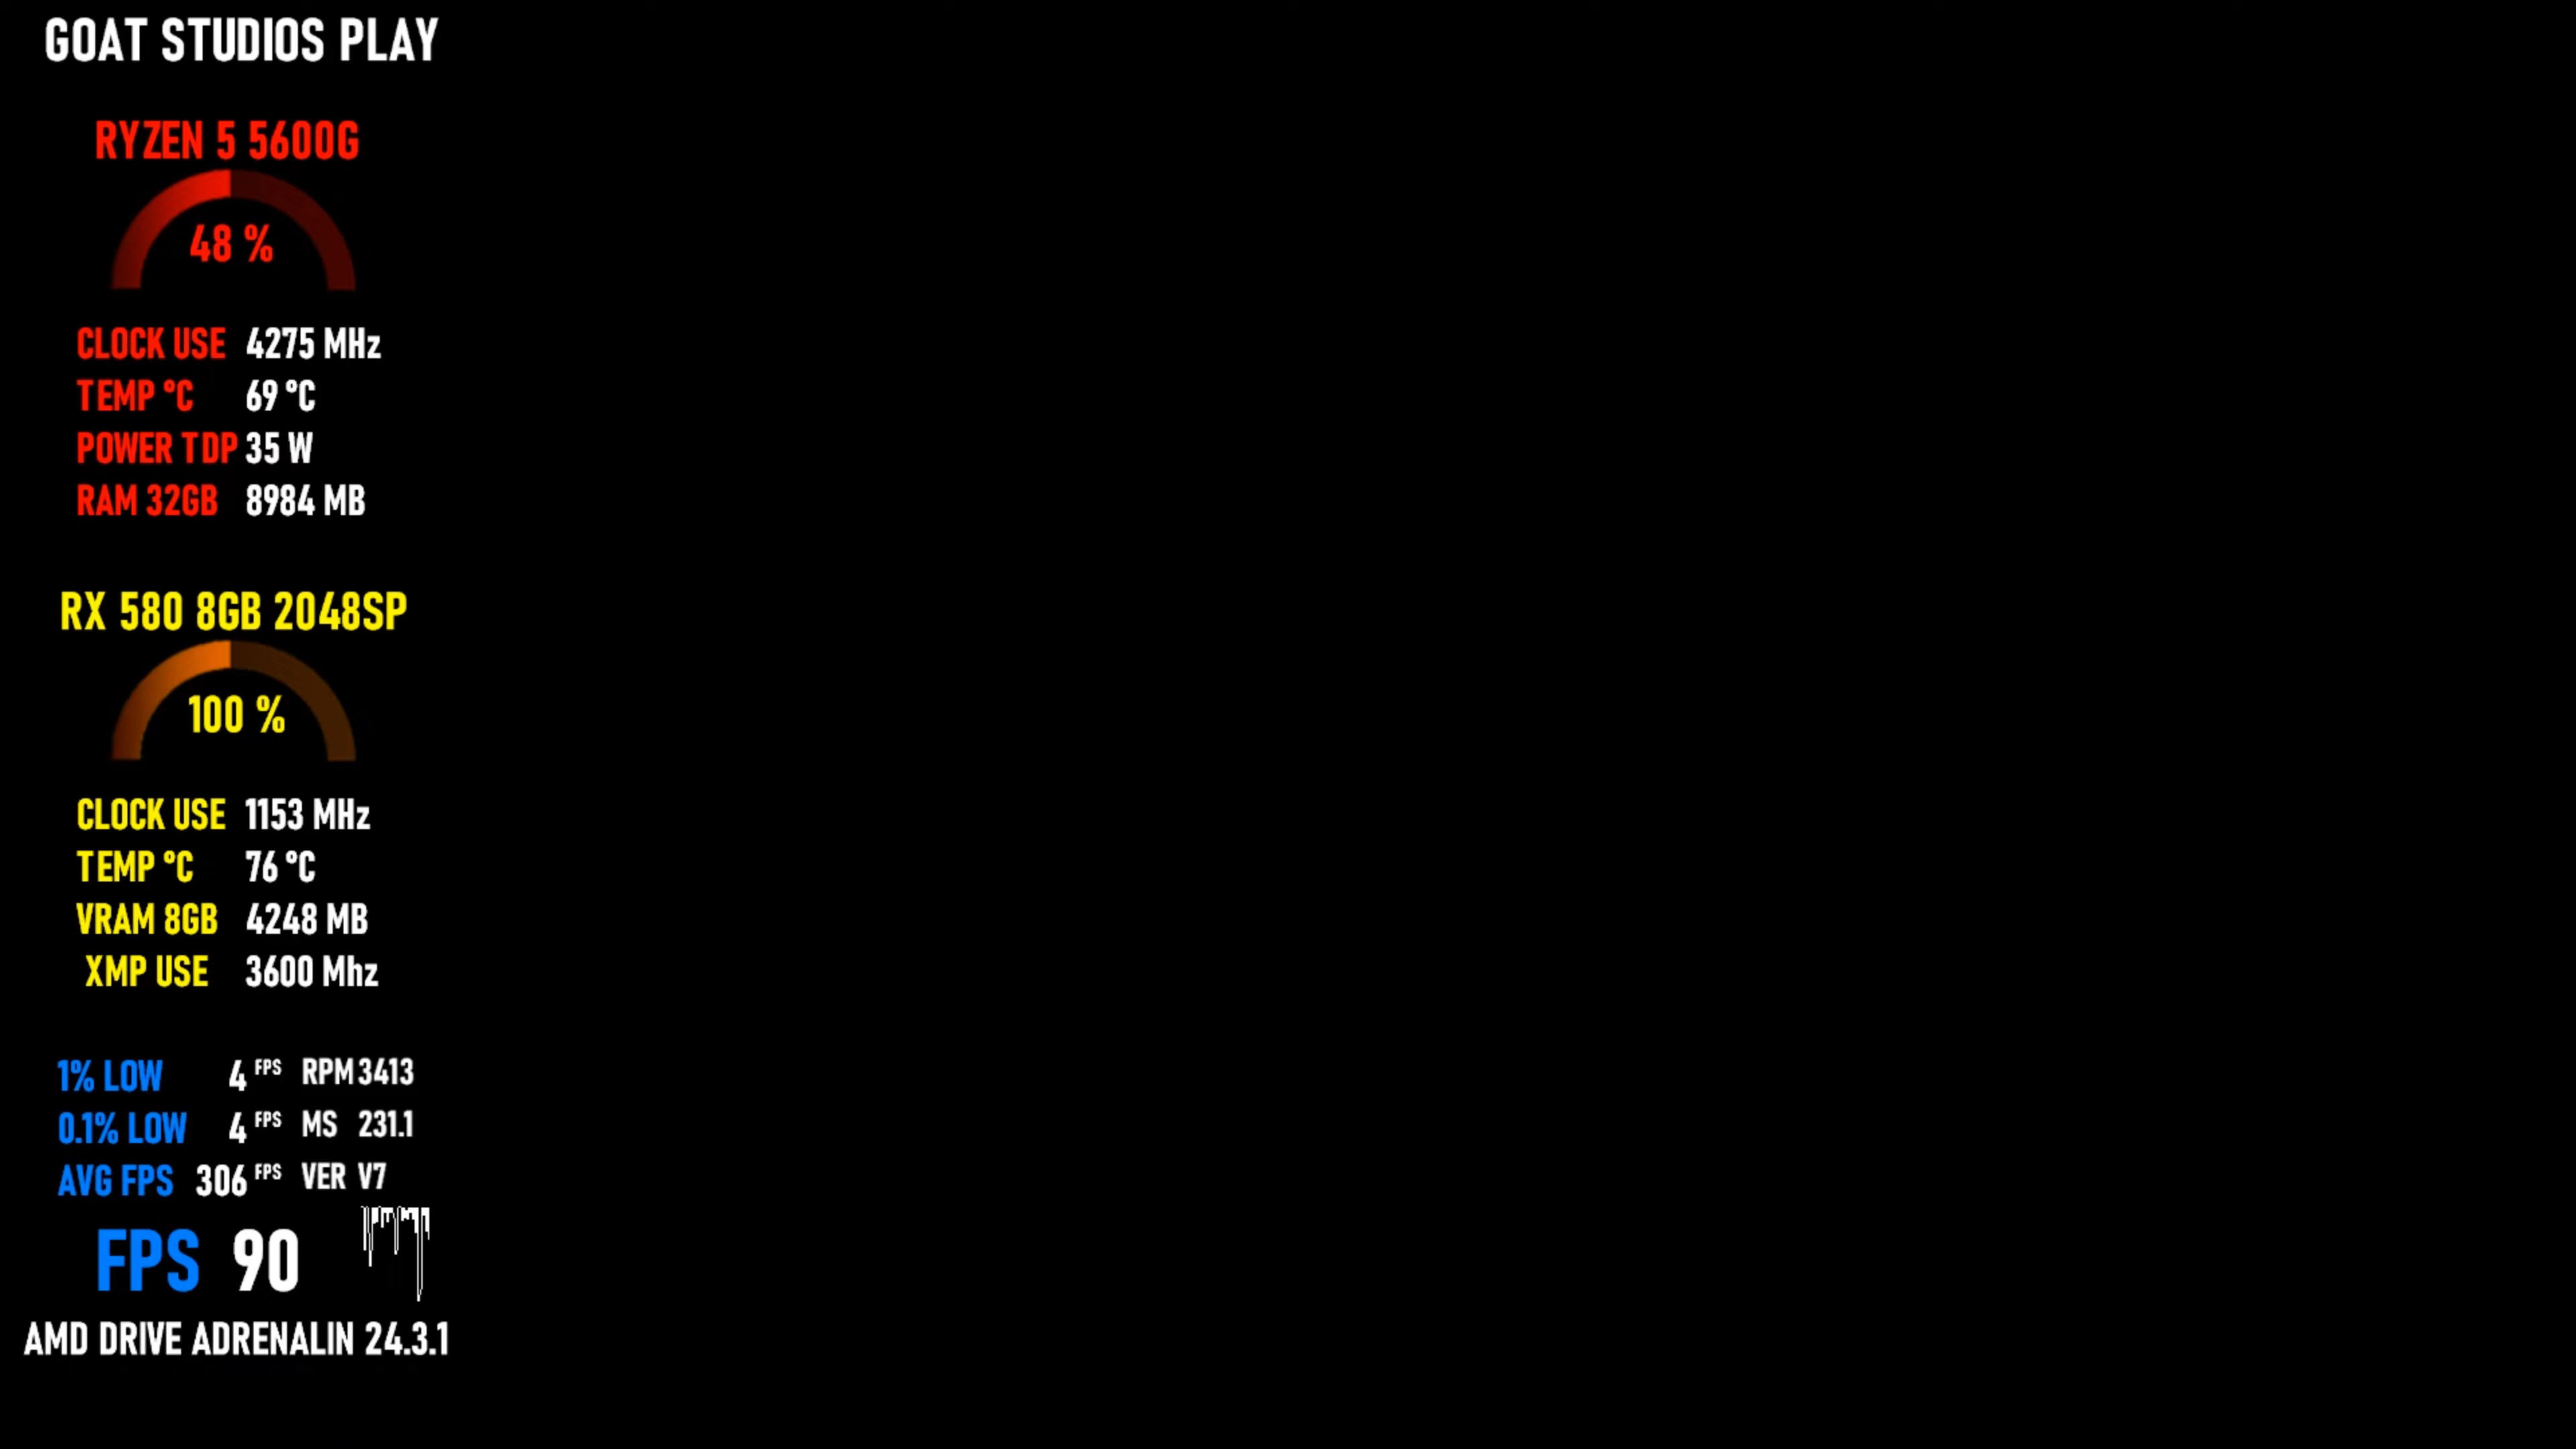 GOAT STUDIOS PLAY
RYZEN 5 5600G
48 %
CLOCK USE 4275 MHz
TEMP °C 69 °C
POWER TDP 35 W
RAM 32GB 8984 MB
RX 580 8GB 2048SP
100 %
CLOCK USE 1153 MHz
TEMP °C 76 °C
VRAM 8GB 4248 MB
XMP USE 3600 Mhz
1% LOW 4 FPS RPM 3413
0.1% LOW 4 FPS MS 231.1
AVG FPS 306 FPS VER V7
FPS 90
AMD DRIVE ADRENALIN 24.3.1